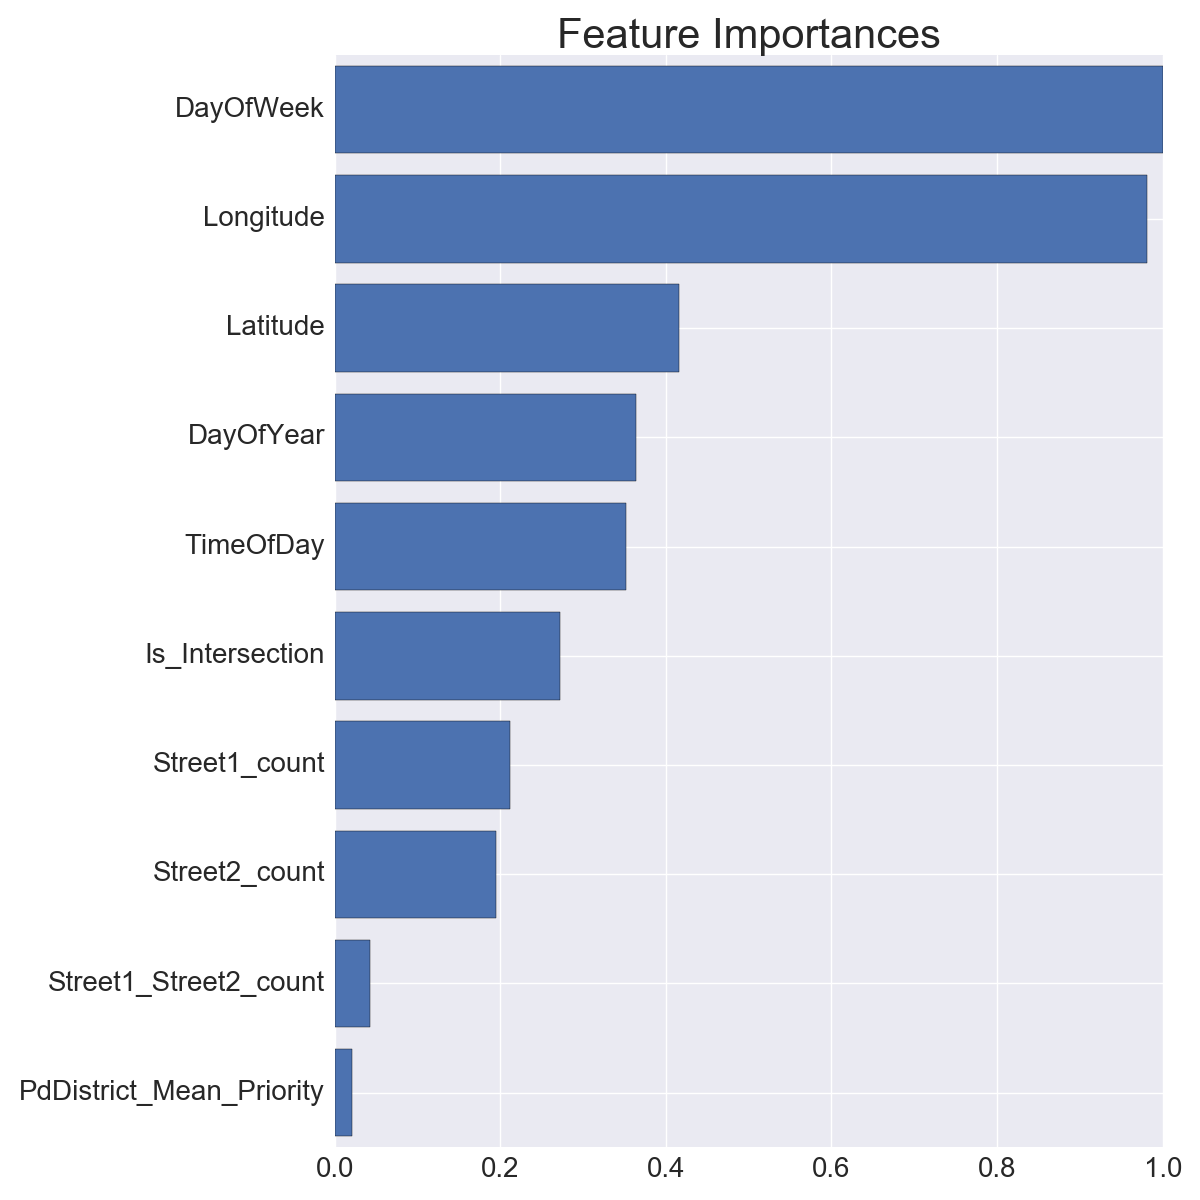 Feature Importances
DayOfWeek
Longitude
Latitude
DayOfYear
TimeOfDay
Is_Intersection
Street1_count
Street2_count
Street1_Street2_count
PdDistrict_Mean_Priority
0.0 0.2 0.4 0.6 0.8 1.0